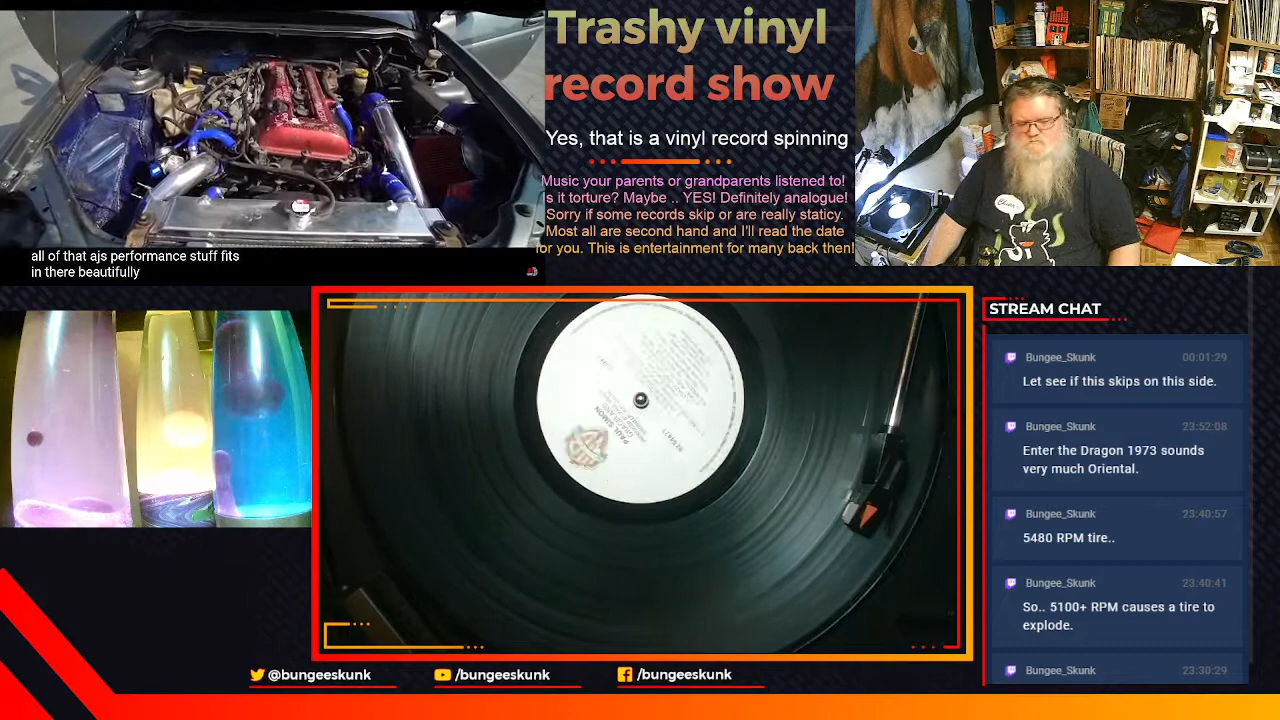 all of that ajs performance stuff fits
in there beautifully
Trashy vinyl
record show
Yes, that is a vinyl record spinning
Music your parents or grandparents listened to!
s it torture? Maybe .. YES! Definitely analogue!
Sorry if some records skip or are really staticy.
Most all are second hand and I'll read the date
for you. This is entertainment for many back then!
PAUL SIMON
GRACELAND
STREAM CHAT
Bungee_Skunk 00:01:29
Let see if this skips on this side.
Bungee_Skunk 23:52:08
Enter the Dragon 1973 sounds
very much Oriental.
Bungee_Skunk 23:40:57
5480 RPM tire..
Bungee_Skunk 23:40:41
So.. 5100+ RPM causes a tire to
explode.
Bungee_Skunk 23:30:29
@bungeeskunk
/bungeeskunk
/bungeeskunk